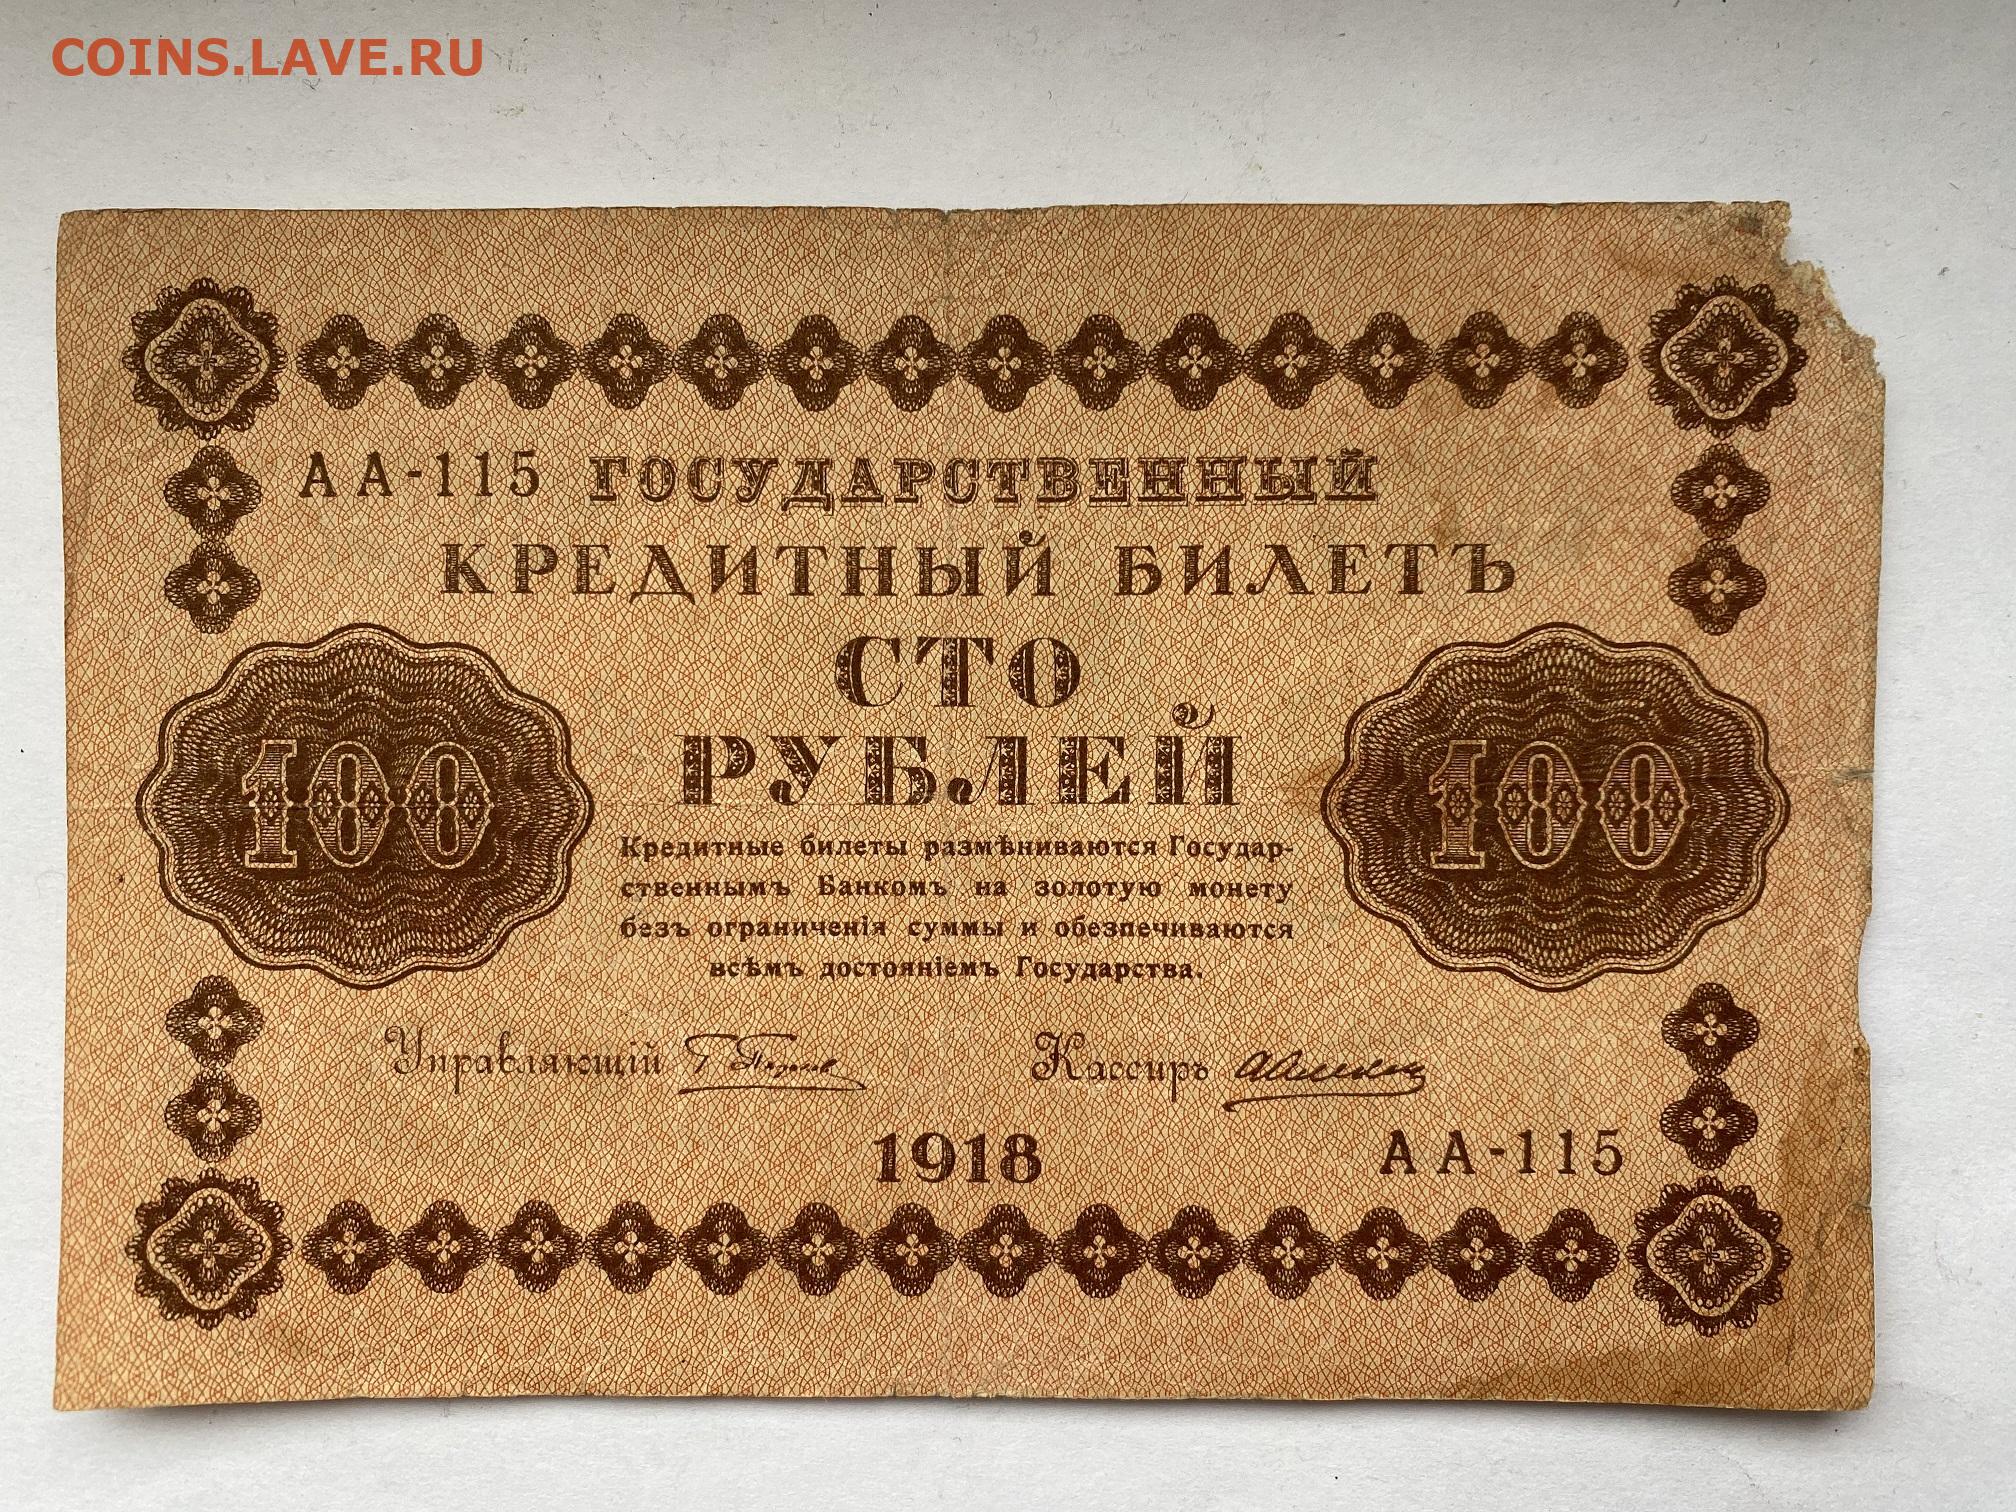 COINS.LAVE.RU
АА-115 ГОСУДАРСТВЕННЫЙ
КРЕДИТНЫЙ БИЛЕТЪ
СТО
РУБЛЕЙ
100 100
Кредитные билеты размѣниваются Государ-
ственнымъ Банкомъ на золотую монету
безъ ограниченія суммы и обезпечиваются
всѣмъ достояніемъ Государства.
Управляющій Кассиръ
1918 АА-115